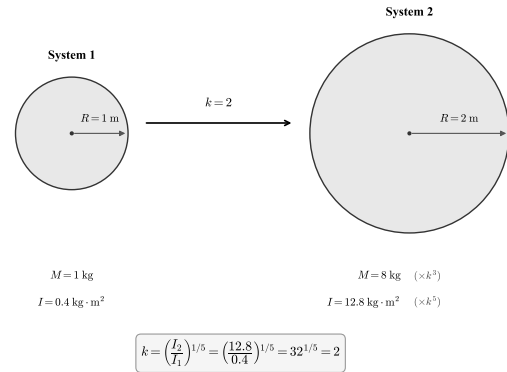 System 2
System 1
k = 2
R = 1 m
R = 2 m
M = 1 kg
M = 8 kg (×k³)
I = 0.4 kg · m²
I = 12.8 kg · m² (×k⁵)
k = (I₂/I₁)^{1/5} = (12.8/0.4)^{1/5} = 32^{1/5} = 2